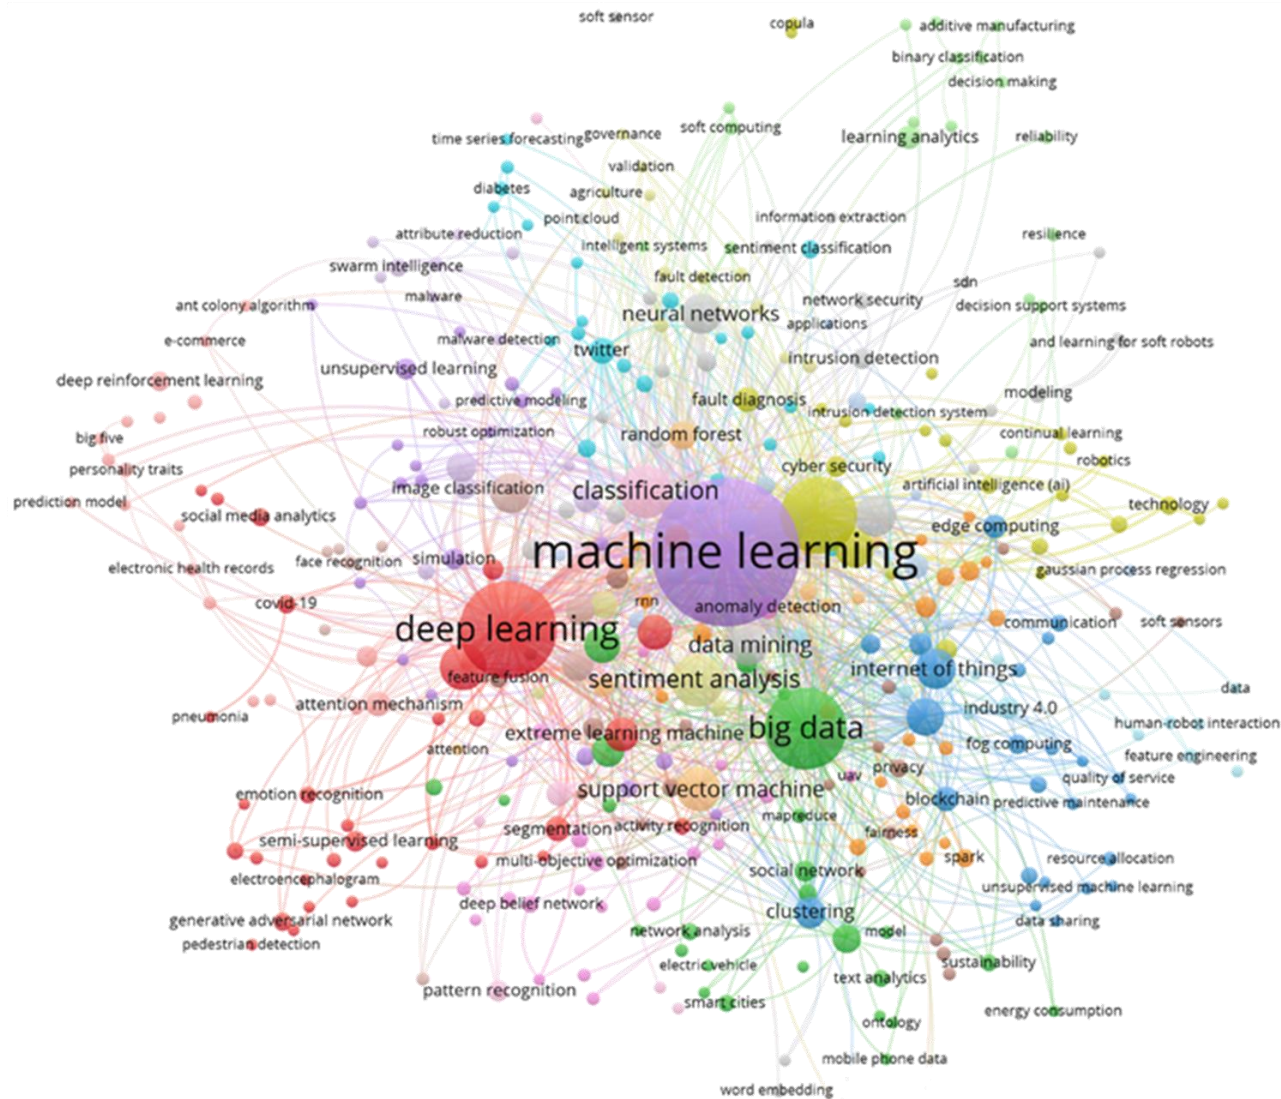 soft sensor
copula
additive manufacturing
binary classification
decision making
time series forecasting
governance
soft computing
learning analytics
reliability
validation
diabetes
agriculture
point cloud
information extraction
attribute reduction
intelligent systems
sentiment classification
resilience
swarm intelligence
fault detection
sdn
malware
ant colony algorithm
neural networks
network security
decision support systems
applications
e-commerce
malware detection
twitter
and learning for soft robots
unsupervised learning
intrusion detection
deep reinforcement learning
predictive modeling
fault diagnosis
modeling
intrusion detection system
big five
robust optimization
random forest
continual learning
personality traits
cyber security
robotics
image classification
classification
artificial intelligence (ai)
prediction model
social media analytics
technology
edge computing
machine learning
electronic health records
face recognition
simulation
gaussian process regression
covid-19
rnn
anomaly detection
communication
soft sensors
deep learning
data mining
internet of things
feature fusion
sentiment analysis
data
attention mechanism
industry 4.0
pneumonia
extreme learning machine
big data
human-robot interaction
attention
fog computing
feature engineering
uav
privacy
quality of service
emotion recognition
support vector machine
blockchain
predictive maintenance
segmentation
activity recognition
mapreduce
fairness
semi-supervised learning
multi-objective optimization
social network
spark
resource allocation
electroencephalogram
unsupervised machine learning
deep belief network
clustering
data sharing
generative adversarial network
network analysis
model
pedestrian detection
electric vehicle
sustainability
text analytics
pattern recognition
smart cities
energy consumption
ontology
mobile phone data
word embedding